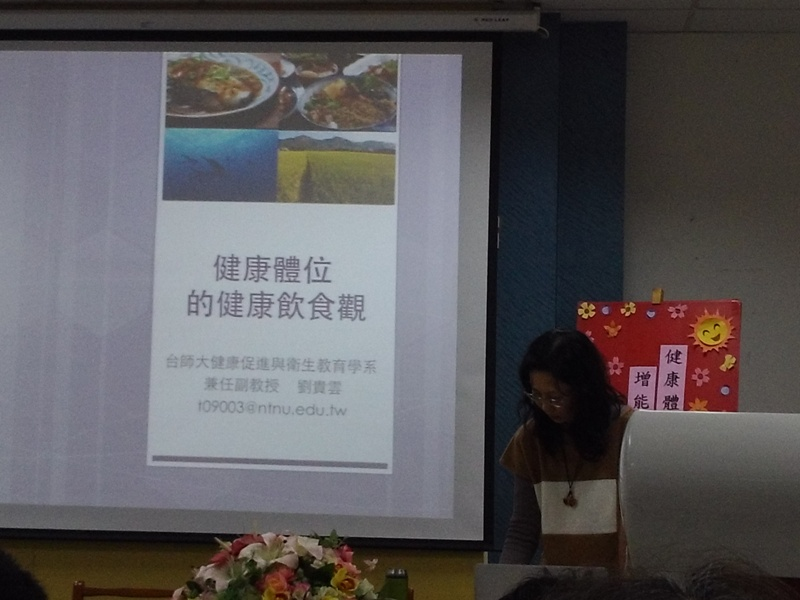 健康體位
的健康飲食觀
台師大健康促進與衛生教育學系
兼任副教授 劉貴雲
t09003@ntnu.edu.tw
健康體
增能